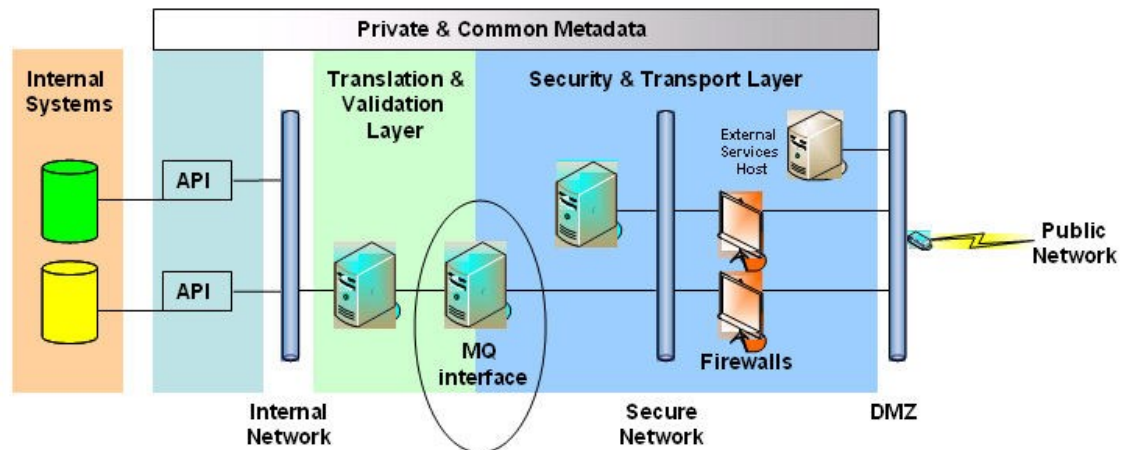 Private & Common Metadata
Internal
Systems
Translation &
Validation
Layer
Security & Transport Layer
External
Services
Host
API
API
MQ
interface
Firewalls
Public
Network
Internal
Network
Secure
Network
DMZ